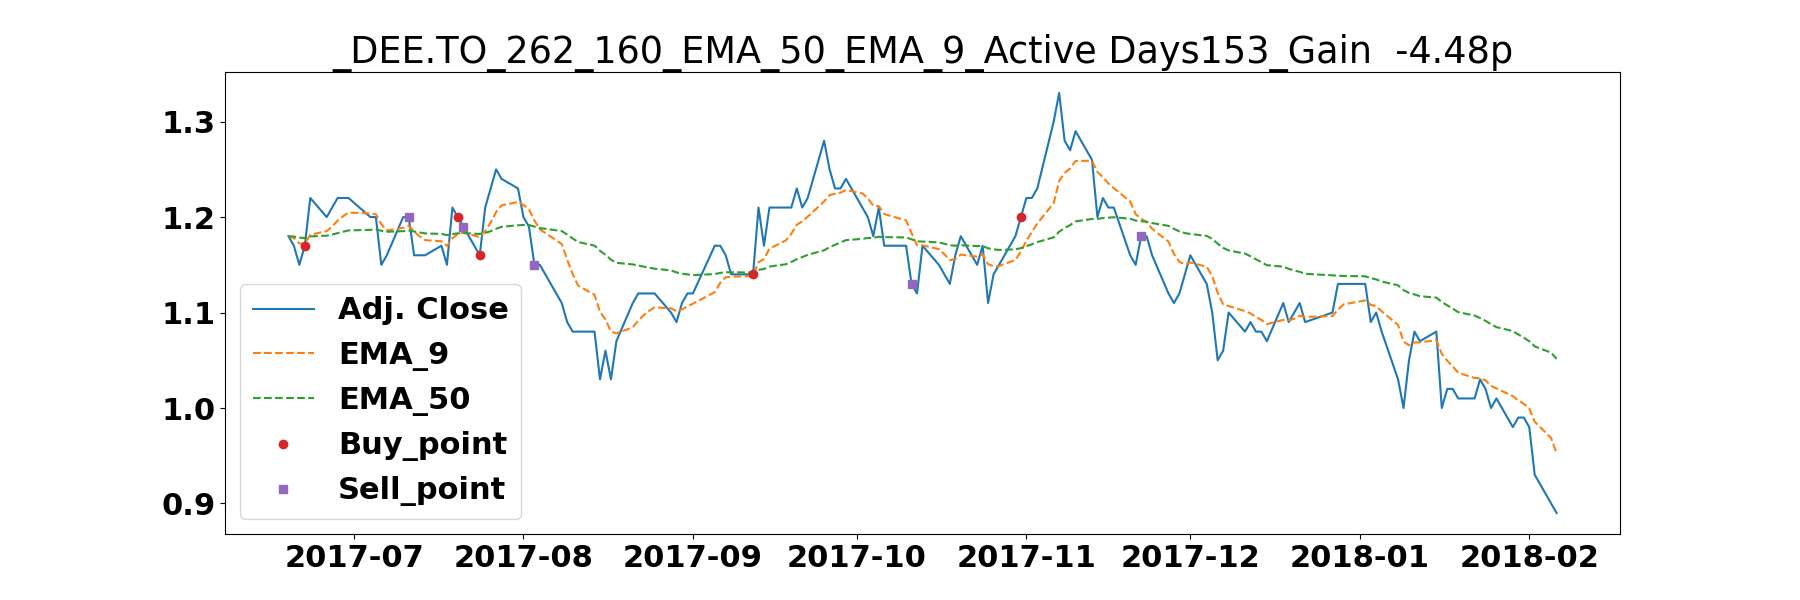 _DEE.TO_262_160_EMA_50_EMA_9_Active Days153_Gain  -4.48p
1.3
1.2
1.1
1.0
0.9
Adj. Close
EMA_9
EMA_50
Buy_point
Sell_point
2017-07 2017-08 2017-09 2017-10 2017-11 2017-12 2018-01 2018-02